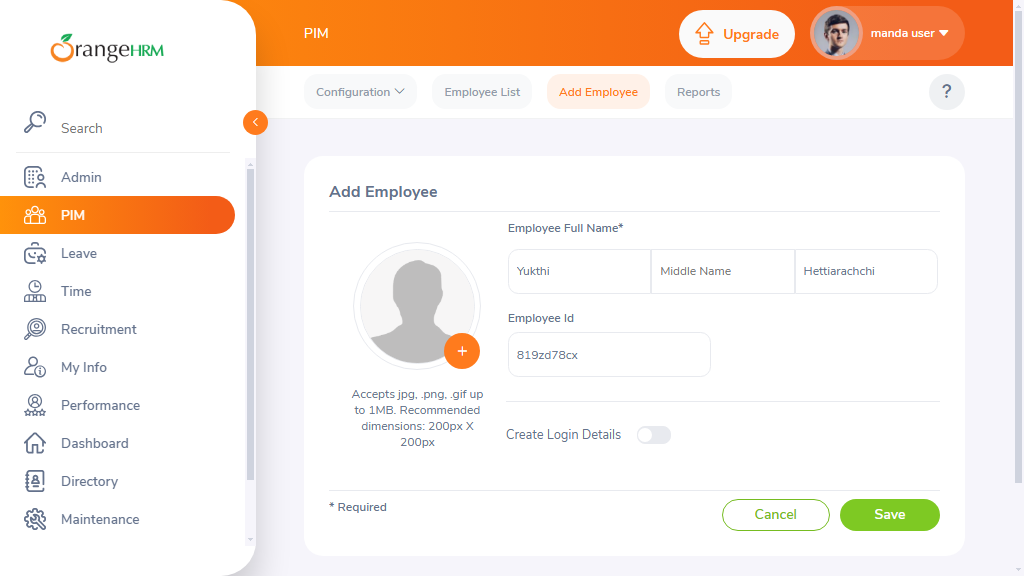 OrangeHRM
Search
Admin
PIM
Leave
Time
Recruitment
My Info
Performance
Dashboard
Directory
Maintenance
PIM
Upgrade
manda user
Configuration
Employee List
Add Employee
Reports
?
Add Employee
Employee Full Name*
Yukthi
Middle Name
Hettiarachchi
Employee Id
819zd78cx
+
Accepts jpg, .png, .gif up
to 1MB. Recommended
dimensions: 200px X
200px
Create Login Details
* Required
Cancel
Save